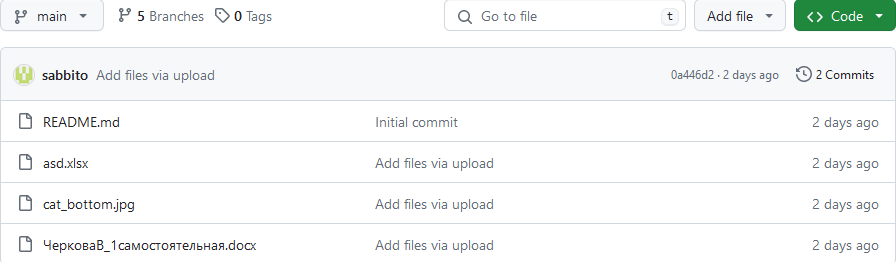 main 5 Branches 0 Tags Go to file t Add file Code
sabbito Add files via upload 0a446d2 · 2 days ago 2 Commits
README.md Initial commit 2 days ago
asd.xlsx Add files via upload 2 days ago
cat_bottom.jpg Add files via upload 2 days ago
ЧерковаВ_1самостоятельная.docx Add files via upload 2 days ago